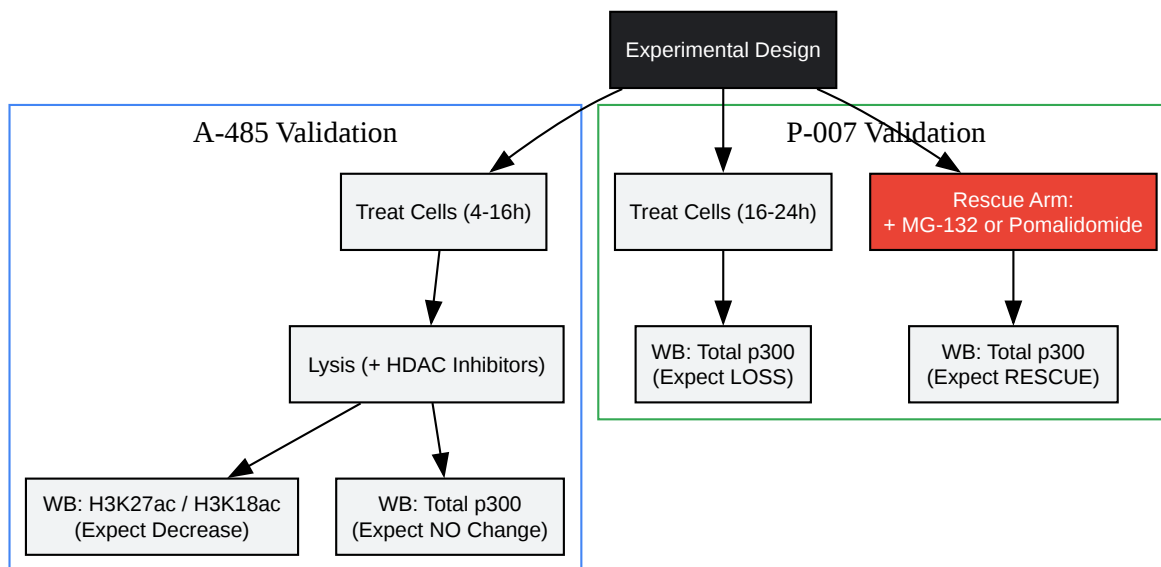 Experimental Design
A-485 Validation
P-007 Validation
Treat Cells (4-16h)
Treat Cells (16-24h)
Rescue Arm:
+ MG-132 or Pomalidomide
Lysis (+ HDAC Inhibitors)
WB: Total p300
(Expect LOSS)
WB: Total p300
(Expect RESCUE)
WB: H3K27ac / H3K18ac
(Expect Decrease)
WB: Total p300
(Expect NO Change)